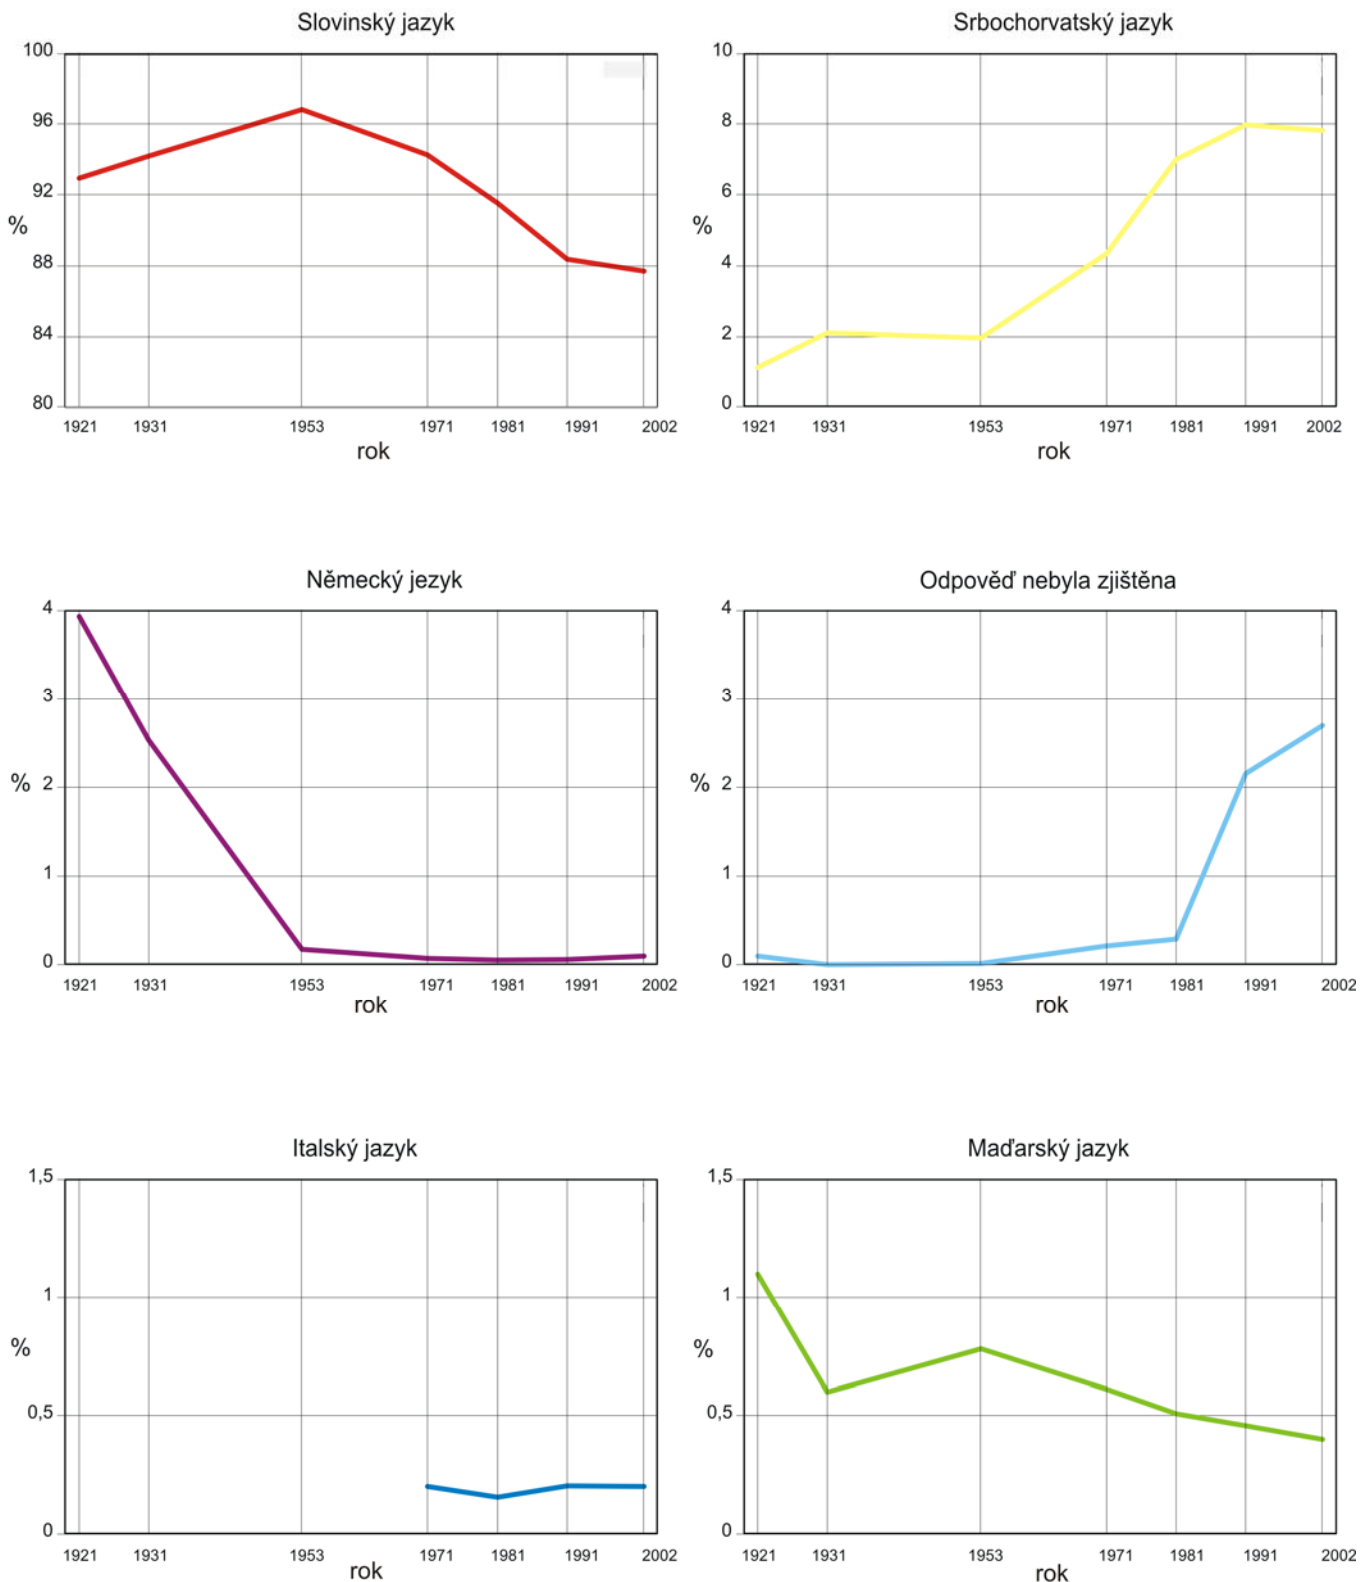 Slovinský jazyk
100
96
92
%
88
84
80
1921 1931 1953 1971 1981 1991 2002
rok
Srbochorvatský jazyk
10
8
6
%
4
2
0
1921 1931 1953 1971 1981 1991 2002
rok
Německý jezyk
4
3
%
2
1
0
1921 1931 1953 1971 1981 1991 2002
rok
Odpověď nebyla zjištěna
4
3
%
2
1
0
1921 1931 1953 1971 1981 1991 2002
rok
Italský jazyk
1,5
1
%
0,5
0
1921 1931 1953 1971 1981 1991 2002
rok
Maďarský jazyk
1,5
1
%
0,5
0
1921 1931 1953 1971 1981 1991 2002
rok